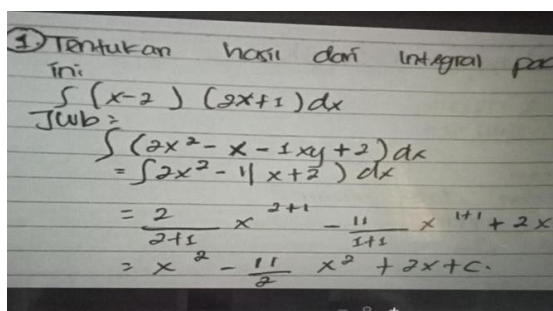 1. Tentukan hasil dari Integral pac
ini
∫ (x-2) (2x+1) dx
Jwb =
∫ (2x² - x - 1xy + 2) dx
= ∫ 2x² - 11 x + 2 ) dx
= 2/2+1 x 2+1 - 11/1+1 x 1+1 + 2x
= x² - 11/2 x² + 2x + C.